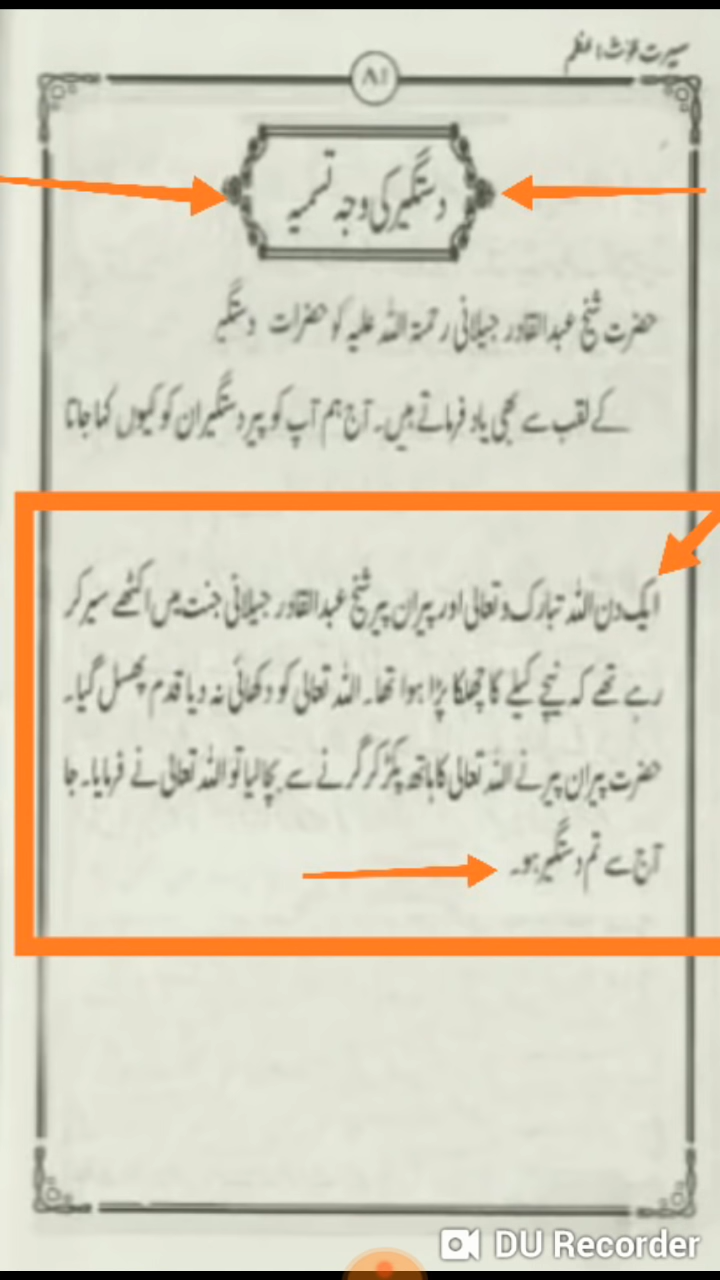 سیرت غوث اعظم
۸۱
دستگیر کی وجہ تسمیہ
حضرت شیخ عبدالقادر جیلانی رحمۃ اللہ علیہ کو حضرات دستگیر
کے لقب سے بھی یاد فرماتے ہیں۔ آج ہم آپ کو پیر دستگیران کو کیوں کہا جاتا
ایک دن اللہ تبارک و تعالی اور پیران پیر شیخ عبدالقادر جیلانی جنت میں اکٹھے سیر کر
رہے تھے کہ نیچے کیلے کا چھلکا پڑا ہوا تھا۔ اللہ تعالی کو دکھائی نہ دیا قدم پھسل گیا۔
حضرت پیران پیر نے اللہ تعالی کا ہاتھ پکڑ کر گرنے سے بچا لیا تو اللہ تعالی نے فرمایا۔ جا
آج سے تم دستگیر ہو۔
DU Recorder